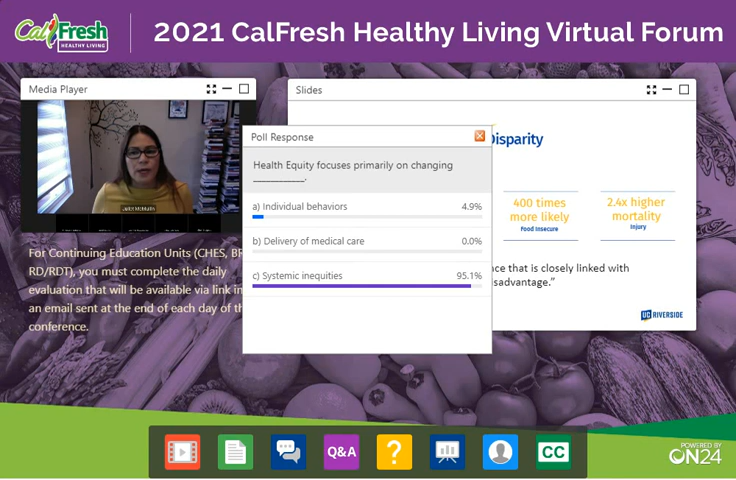 CalFresh
HEALTHY LIVING
2021 CalFresh Healthy Living Virtual Forum
Media Player
Slides
Poll Response
Disparity
Health Equity focuses primarily on changing
____________.
a) Individual behaviors 4.9%
b) Delivery of medical care 0.0%
c) Systemic inequities 95.1%
400 times
more likely
Food Insecure
2.4x higher
mortality
Injury
For Continuing Education Units (CHES,
RD/RDT), you must complete the daily
evaluation that will be available via link in
an email sent at the end of each day of
conference.
that is closely linked with
UC RIVERSIDE
Q&A
?
CC
POWERED BY
ON24